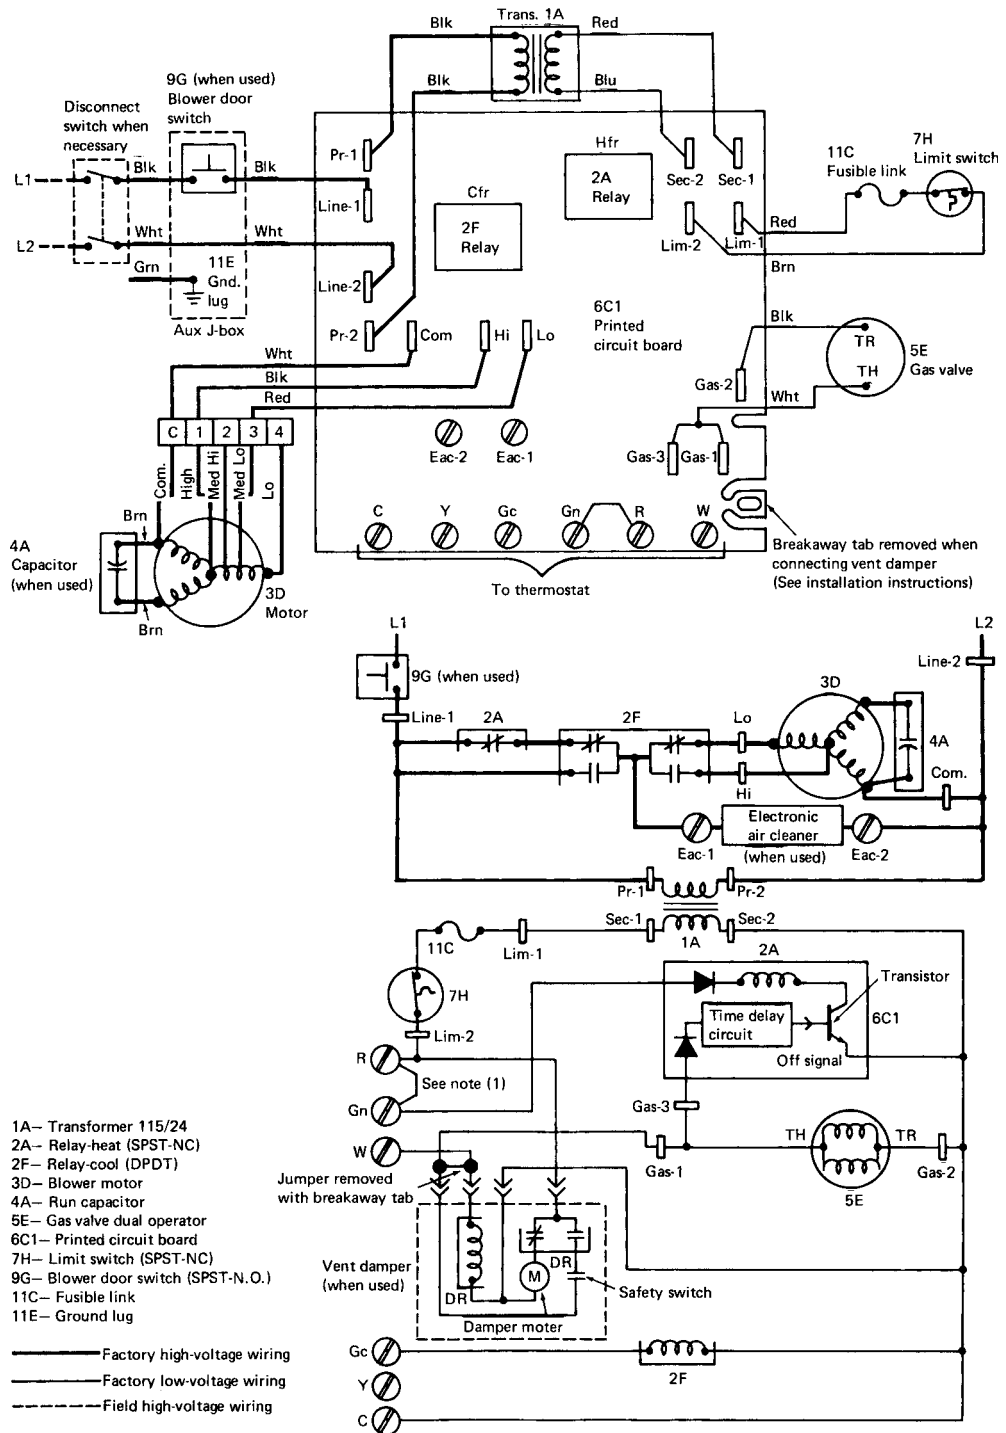 Trans. 1A
Blk
Red
Blk
Blu
9G (when used)
Blower door
switch
Disconnect
switch when
necessary
L1
Blk
Blk
L2
Wht
Wht
Grn
11E
Gnd.
lug
Aux J-box
Pr-1
Line-1
Line-2
Pr-2
Cfr
2F
Relay
Hfr
2A
Relay
Sec-2
Sec-1
Lim-2
Lim-1
11C
Fusible link
7H
Limit switch
Red
Brn
6C1
Printed
circuit board
Com
Hi
Lo
Blk
TR
TH
5E
Gas valve
Gas-2
Wht
Gas-3
Gas-1
Wht
Blk
Red
C
1
2
3
4
Com.
High
Med Hi
Med Lo
Lo
Eac-2
Eac-1
C
Y
Gc
Gn
R
W
To thermostat
Breakaway tab removed when
connecting vent damper
(See installation instructions)
Brn
4A
Capacitor
(when used)
Brn
3D
Motor
L1
L2
9G (when used)
Line-2
Line-1
2A
2F
Lo
3D
4A
Hi
Com.
Electronic
air cleaner
(when used)
Eac-1
Eac-2
Pr-1
Pr-2
Sec-1
Sec-2
1A
11C
Lim-1
2A
Transistor
7H
Time delay
circuit
6C1
Off signal
Lim-2
R
See note (1)
Gn
Gas-3
W
Gas-1
TH
TR
Gas-2
5E
Jumper removed
with breakaway tab
Vent damper
(when used)
DR
M
DR
Safety switch
Damper moter
Gc
2F
Y
C
1A— Transformer 115/24
2A— Relay-heat (SPST-NC)
2F— Relay-cool (DPDT)
3D— Blower motor
4A— Run capacitor
5E— Gas valve dual operator
6C1— Printed circuit board
7H— Limit switch (SPST-NC)
9G— Blower door switch (SPST-N.O.)
11C— Fusible link
11E— Ground lug
Factory high-voltage wiring
Factory low-voltage wiring
Field high-voltage wiring